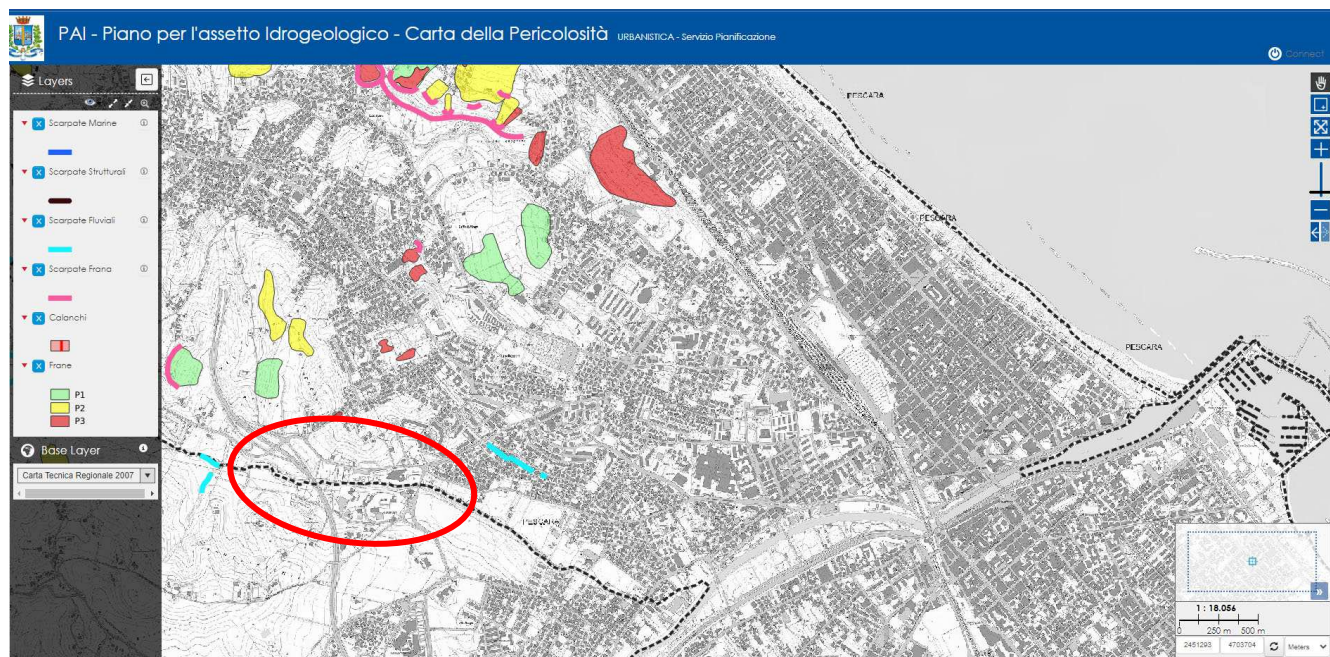 PAI - Piano per l'assetto Idrogeologico - Carta della Pericolosità URBANISTICA - Servizio Pianificazione
Connect
Layers
Scarpate Marine
Scarpate Strutturali
Scarpate Fluviali
Scarpate Frana
Calanchi
Frane
P1
P2
P3
Base Layer
Carta Tecnica Regionale 2007
PESCARA
PESCARA
PESCARA
PESCARA
1 : 18.056
0 250 m 500 m
2451293 4703704 Meters